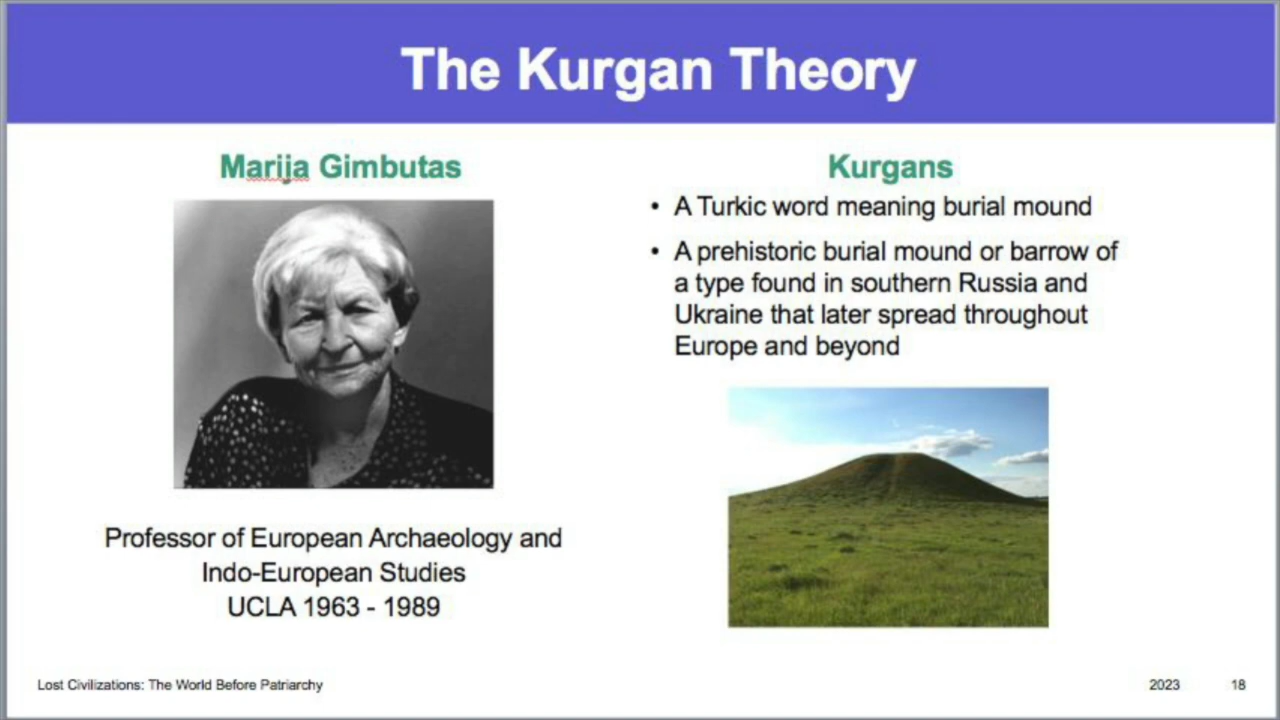 The Kurgan Theory
Marija Gimbutas
Professor of European Archaeology and
Indo-European Studies
UCLA 1963 - 1989
Kurgans
• A Turkic word meaning burial mound
• A prehistoric burial mound or barrow of
a type found in southern Russia and
Ukraine that later spread throughout
Europe and beyond
Lost Civilizations: The World Before Patriarchy
2023
18